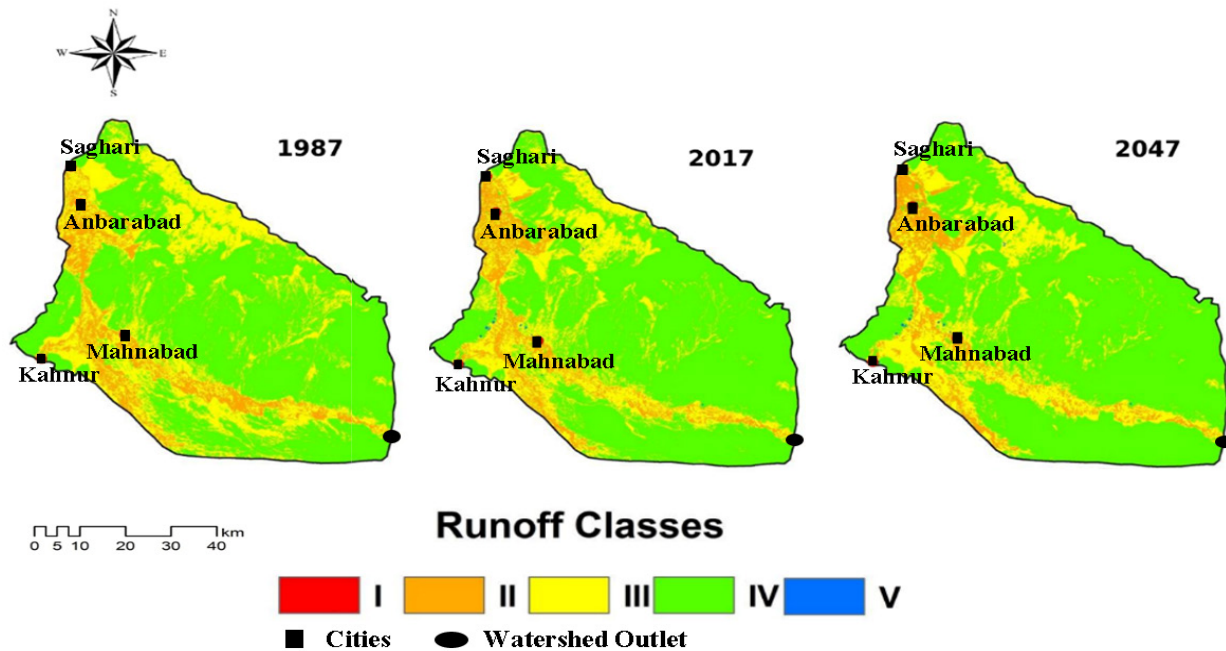 N
W E
S
1987
Saghari
Anbarabad
Mahnabad
Kahnur
2017
Saghari
Anbarabad
Mahnabad
Kahnur
2047
Saghari
Anbarabad
Mahnabad
Kahnur
km
0 5 10 20 30 40
Runoff Classes
I II III IV V
Cities Watershed Outlet